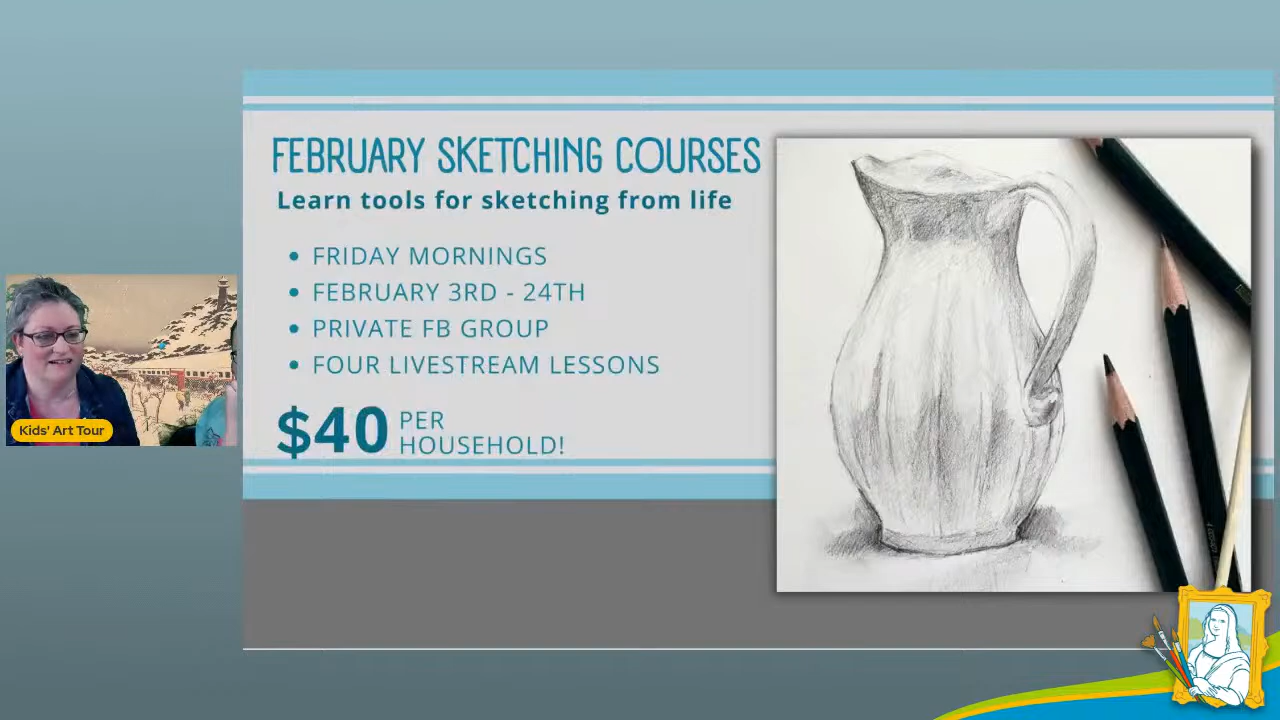 FEBRUARY SKETCHING COURSES
Learn tools for sketching from life
• FRIDAY MORNINGS
• FEBRUARY 3RD - 24TH
• PRIVATE FB GROUP
• FOUR LIVESTREAM LESSONS
$40 PER
HOUSEHOLD!
Kids' Art Tour